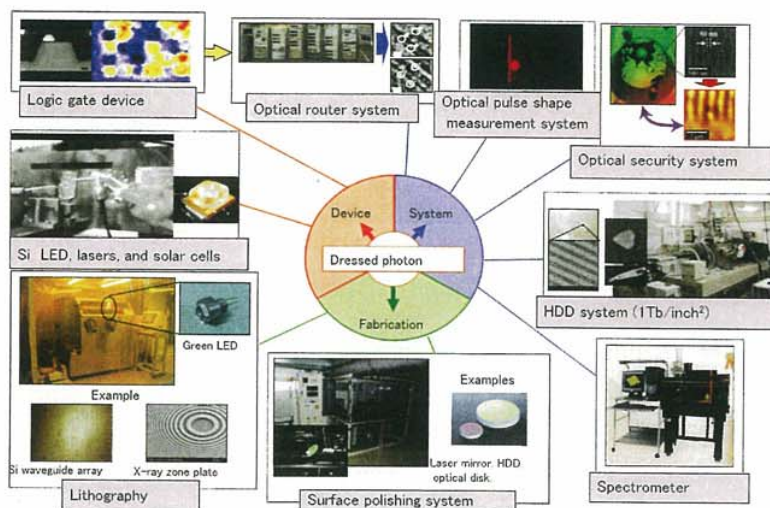 Logic gate device
Optical router system
Optical pulse shape
measurement system
Optical security system
Si LED, lasers, and solar cells
Device
System
Dressed photon
Fabrication
HDD system (1Tb/inch²)
Green LED
Example
Si waveguide array
X-ray zone plate
Lithography
Examples
Laser mirror. HDD
optical disk.
Surface polishing system
Spectrometer